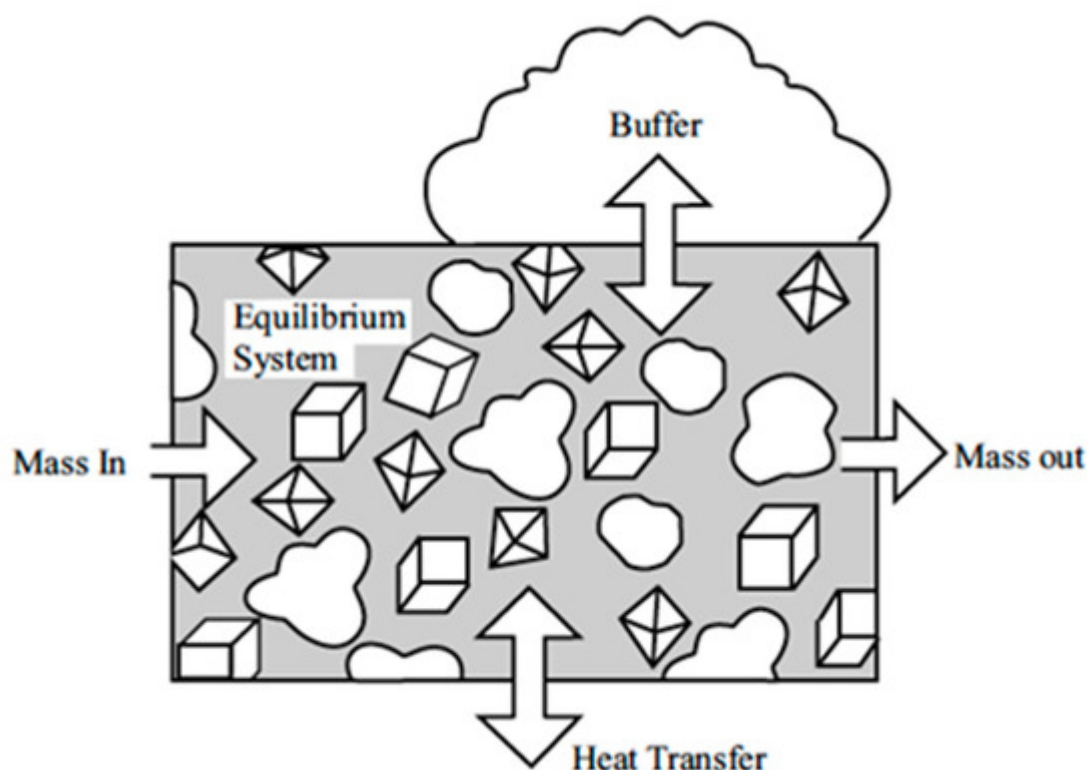 Buffer
Equilibrium
System
Mass In
Mass out
Heat Transfer